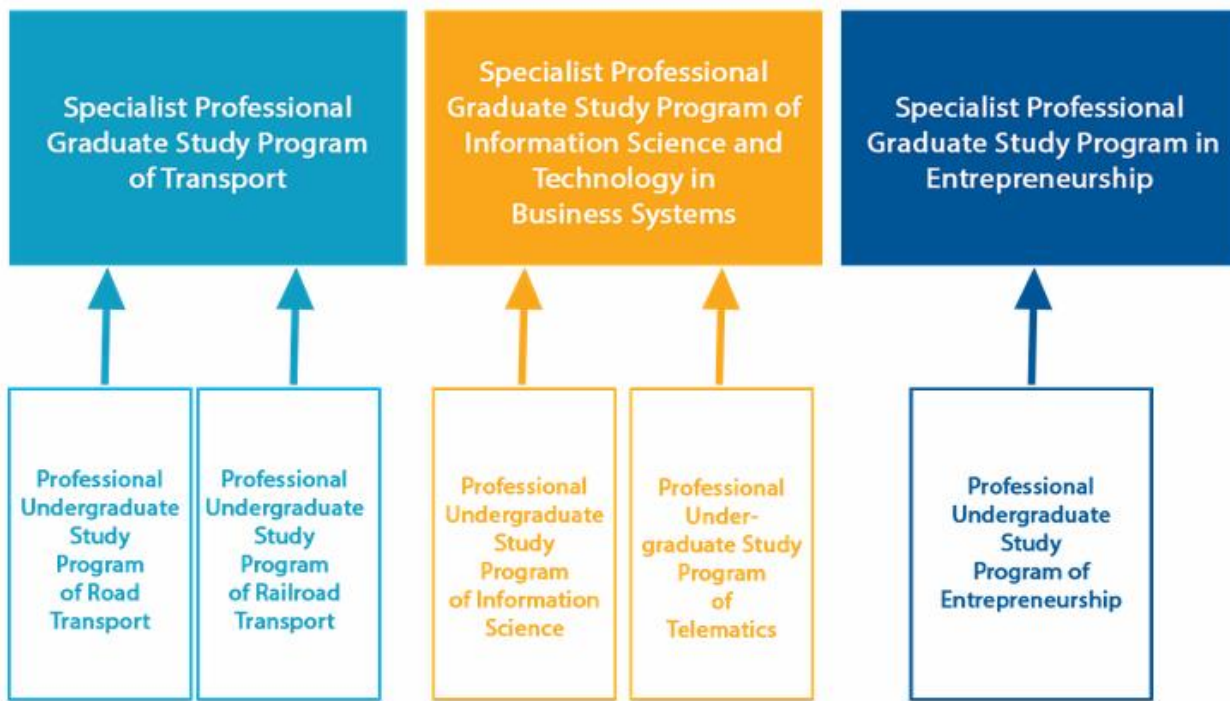 Specialist Professional
Graduate Study Program
of Transport
Specialist Professional
Graduate Study Program of
Information Science and
Technology in
Business Systems
Specialist Professional
Graduate Study Program in
Entrepreneurship
Professional
Undergraduate
Study
Program
of Road
Transport
Professional
Undergraduate
Study
Program
of Railroad
Transport
Professional
Undergraduate
Study
Program
of Information
Science
Professional
Under-
graduate Study
Program
of
Telematics
Professional
Undergraduate
Study
Program of
Entrepreneurship